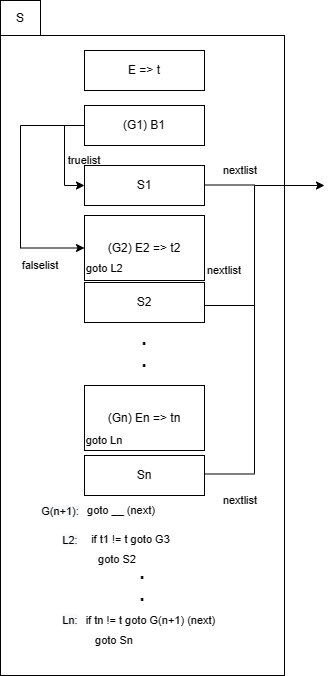 S
E => t
(G1) B1
truelist
S1
nextlist
(G2) E2 => t2
falselist
goto L2
nextlist
S2
.
.
(Gn) En => tn
goto Ln
Sn
nextlist
G(n+1): goto __ (next)
L2: if t1 != t goto G3
goto S2
.
.
Ln: if tn != t goto G(n+1) (next)
goto Sn